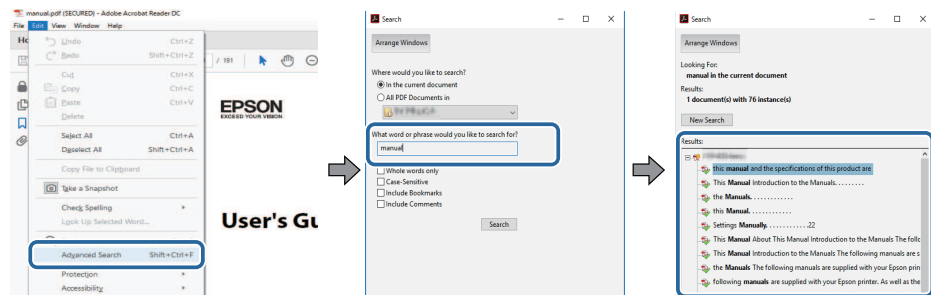 manual.pdf (SECURED) - Adobe Acrobat Reader DC
File Edit View Window Help
Undo Ctrl+Z
Redo Shift+Ctrl+Z
Cut Ctrl+X
Copy Ctrl+C
Paste Ctrl+V
Delete
Select All Ctrl+A
Deselect All Shift+Ctrl+A
Copy File to Clipboard
Take a Snapshot
Check Spelling
Look Up Selected Word...
Advanced Search Shift+Ctrl+F
Protection
Accessibility
/ 191
EPSON
EXCEED YOUR VISION
User's Gu
Search
Arrange Windows
Where would you like to search?
In the current document
All PDF Documents in
What word or phrase would you like to search for?
manual
Whole words only
Case-Sensitive
Include Bookmarks
Include Comments
Search
Search
Arrange Windows
Looking For:
manual in the current document
Results:
1 document(s) with 76 instance(s)
New Search
Results:
this manual and the specifications of this product are
This Manual Introduction to the Manuals. . . . . . . . .
the Manuals. . . . . . . . . . . . .
this Manual. . . . . . . . . . . . .
Settings Manually. . . . . . . . . . . .22
This Manual About This Manual Introduction to the Manuals The follc
This Manual Introduction to the Manuals The following manuals are s
the Manuals The following manuals are supplied with your Epson prin
following manuals are supplied with your Epson printer. As well as the